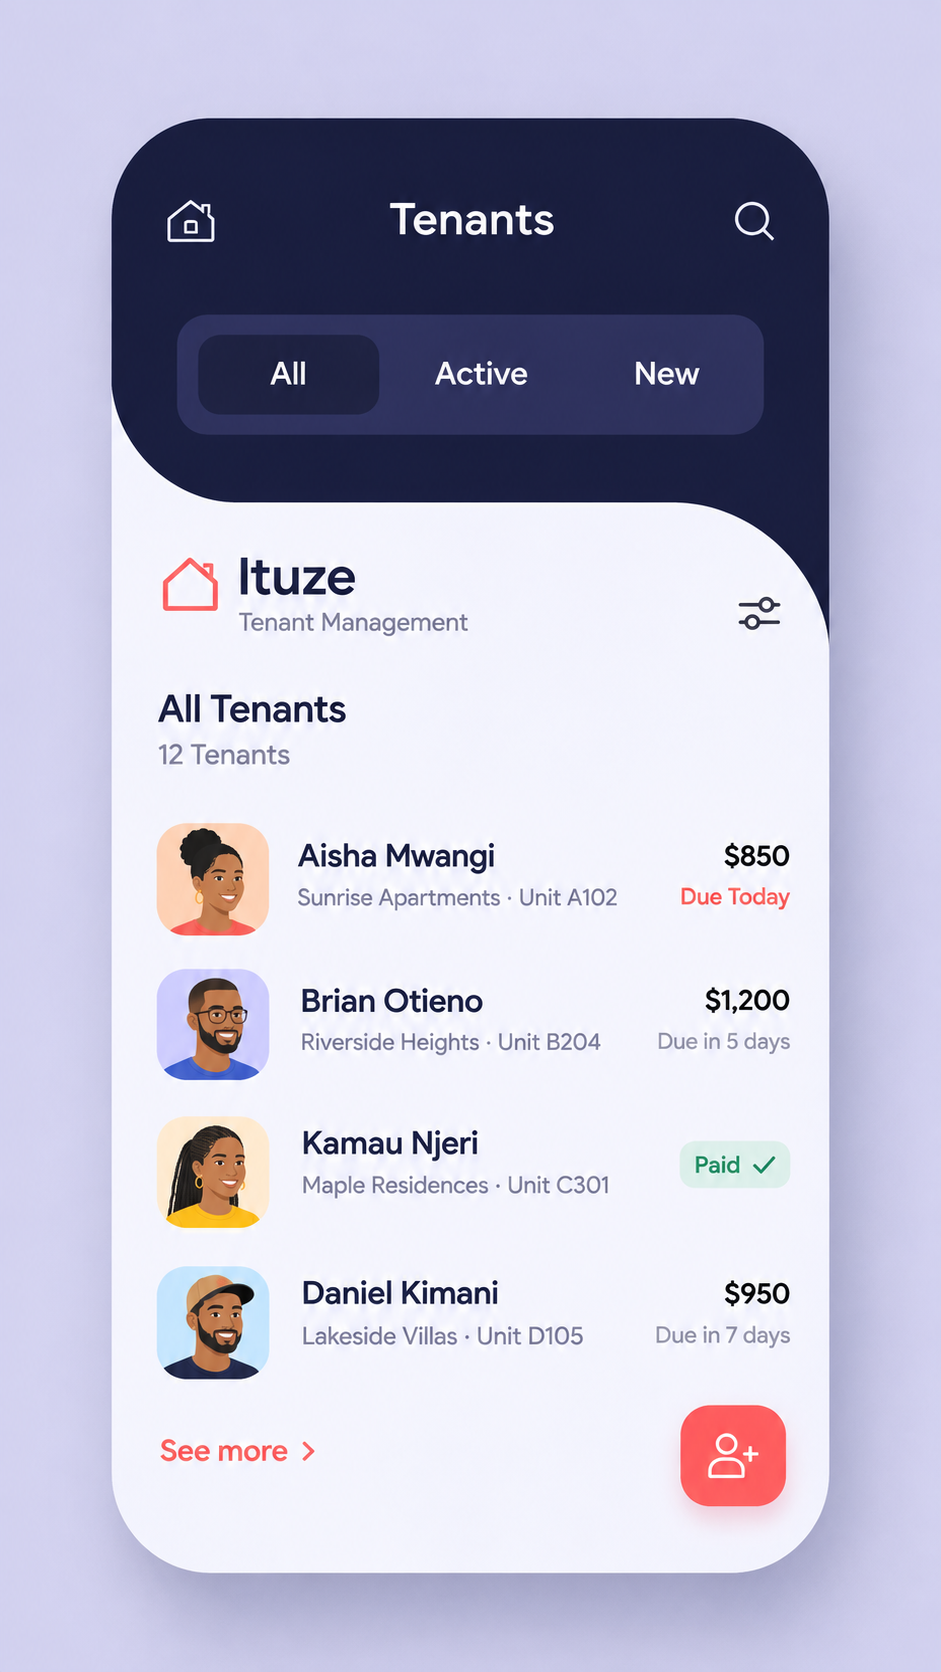 Tenants
All
Active
New
Ituze
Tenant Management
All Tenants
12 Tenants
Aisha Mwangi
$850
Sunrise Apartments · Unit A102
Due Today
Brian Otieno
$1,200
Riverside Heights · Unit B204
Due in 5 days
Kamau Njeri
Maple Residences · Unit C301
Paid
Daniel Kimani
$950
Lakeside Villas · Unit D105
Due in 7 days
See more